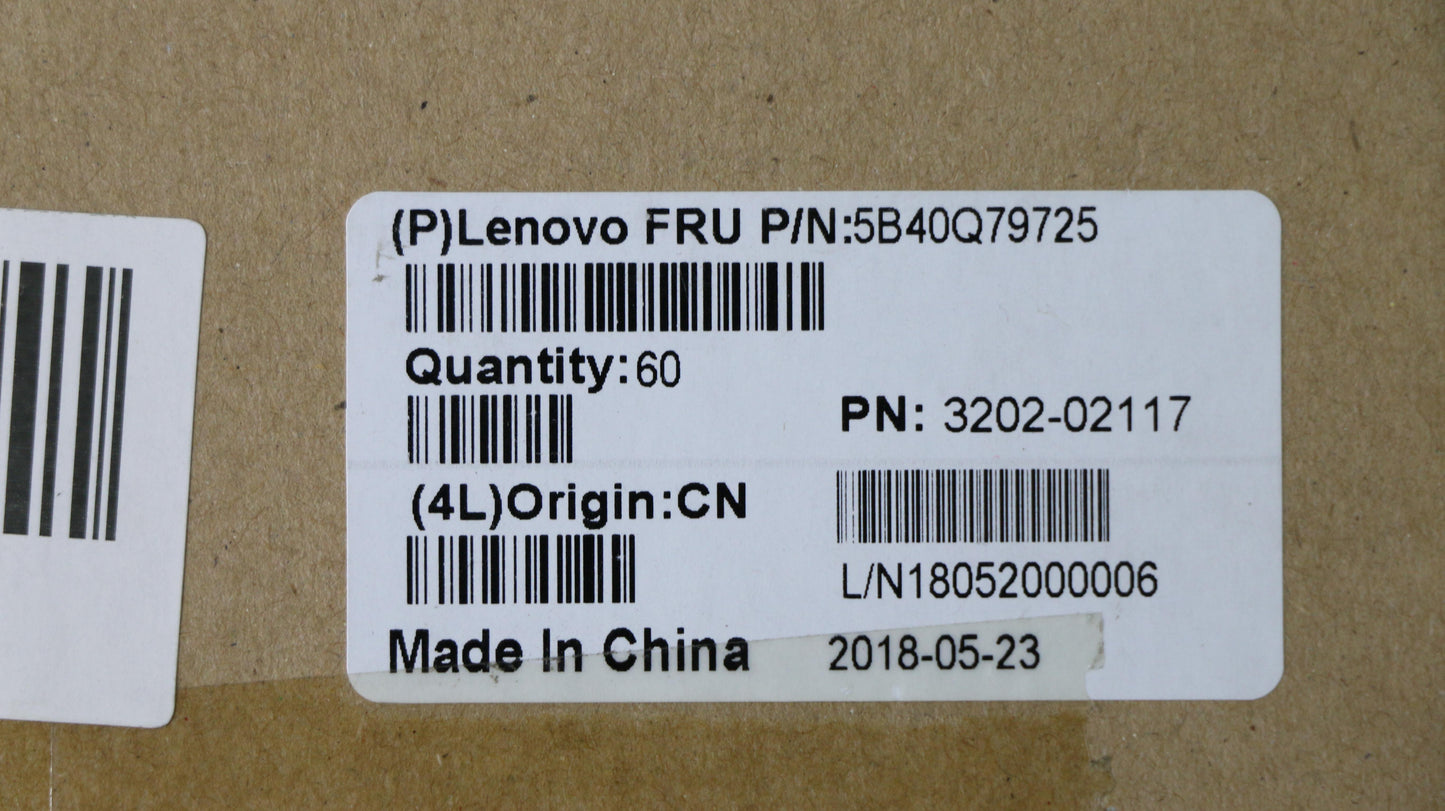 (P)Lenovo FRU P/N:5B40Q79725
Quantity:60
PN: 3202-02117
(4L)Origin:CN
L/N18052000006
Made In China
2018-05-23